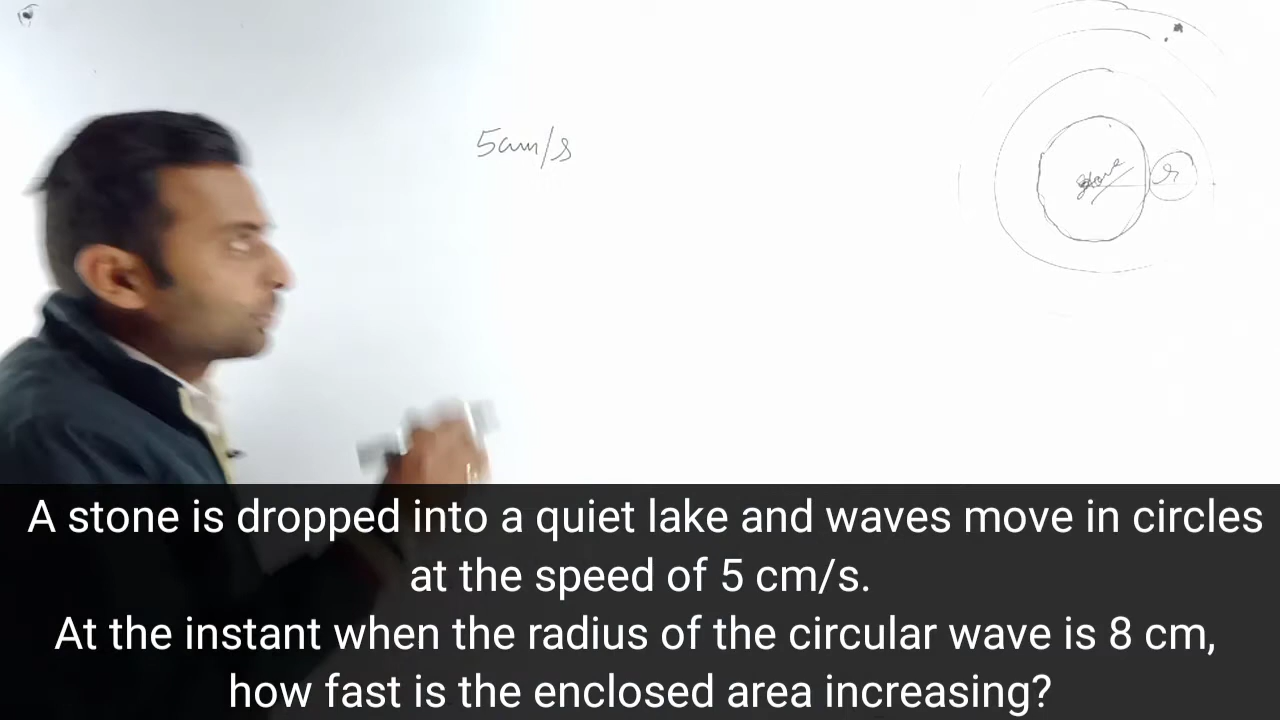 5cm/s
stone
r
A stone is dropped into a quiet lake and waves move in circles
at the speed of 5 cm/s.
At the instant when the radius of the circular wave is 8 cm,
how fast is the enclosed area increasing?